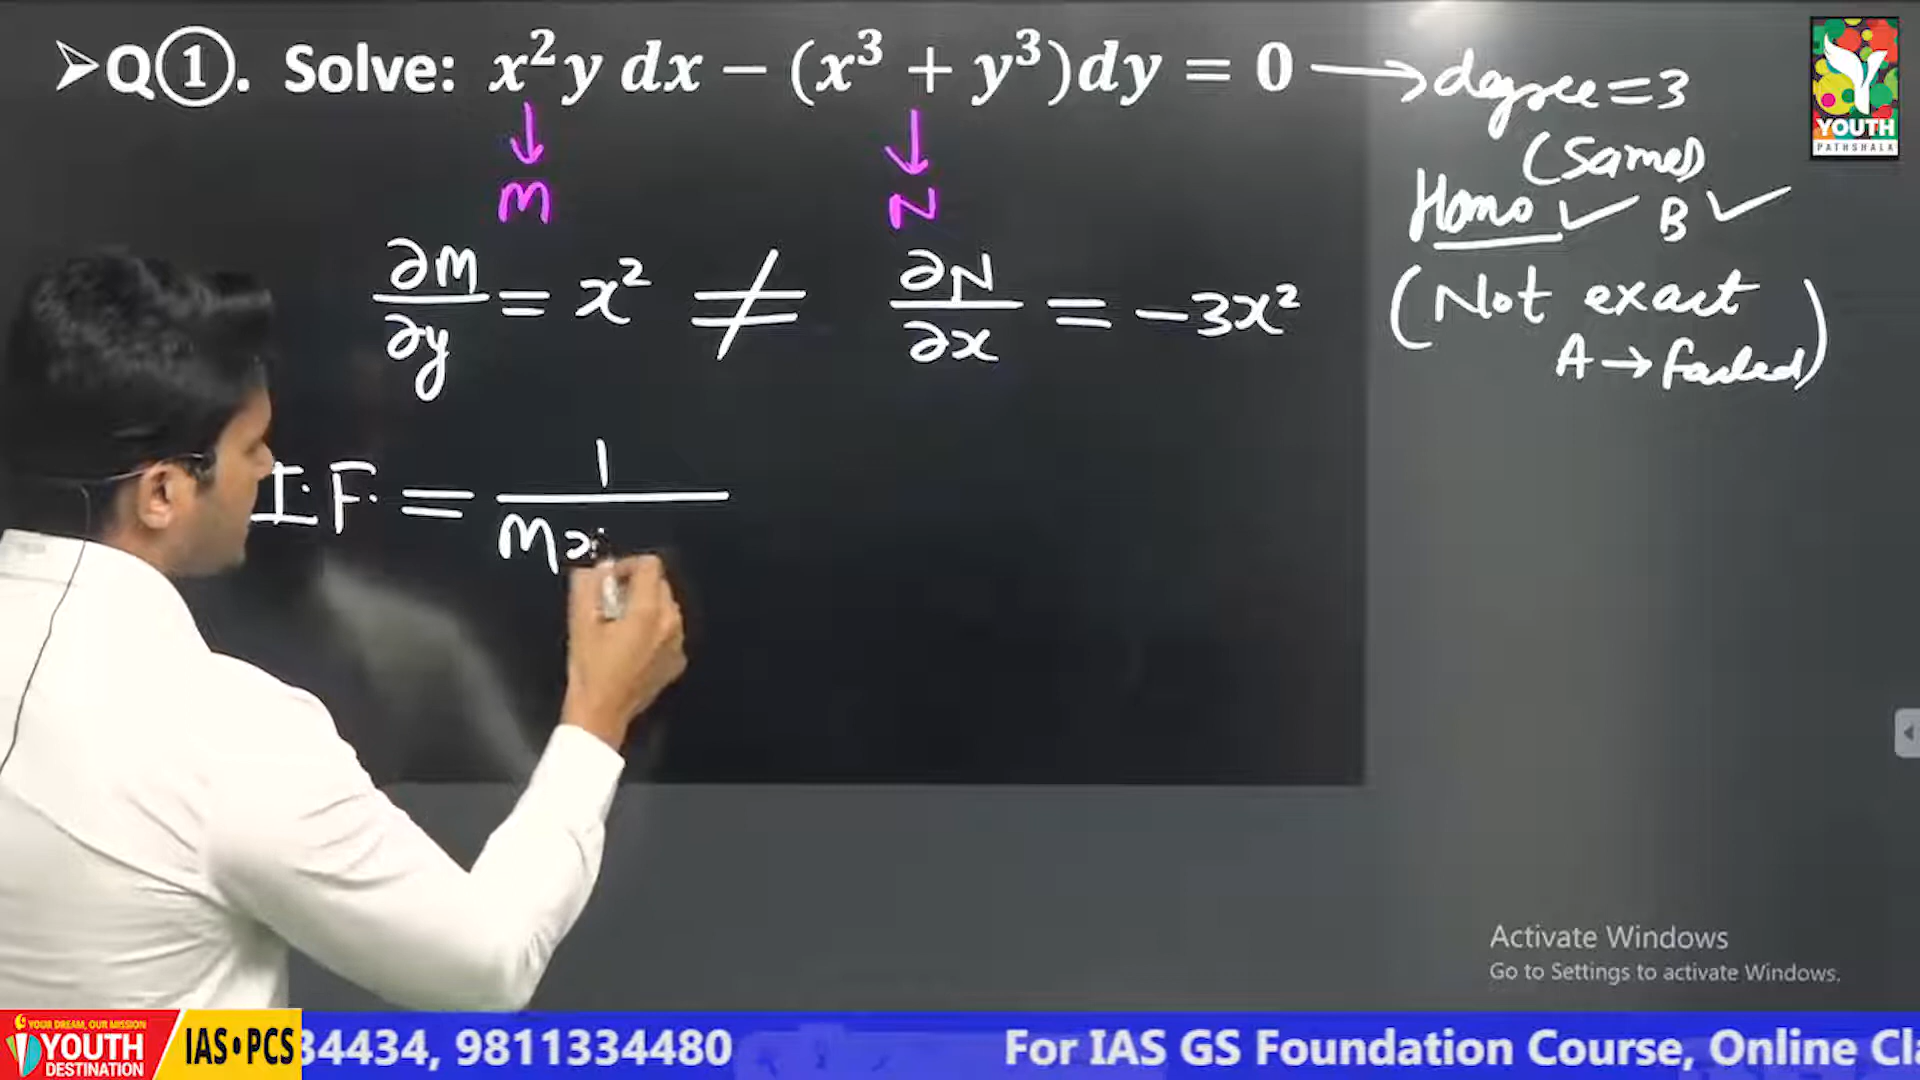 ➤Q①. Solve: x²y dx − (x³ + y³)dy = 0 → degree = 3
(Same)
M N
Homo ✓ B ✓
∂M/∂y = x² ≠ ∂N/∂x = −3x²
(Not exact
A → failed)
I.F. = 1/Mx
YOUTH
PATHSHALA
Activate Windows
Go to Settings to activate Windows.
YOUR DREAM, OUR MISSION
YOUTH
DESTINATION
IAS•PCS
34434, 9811334480 For IAS GS Foundation Course, Online Cla